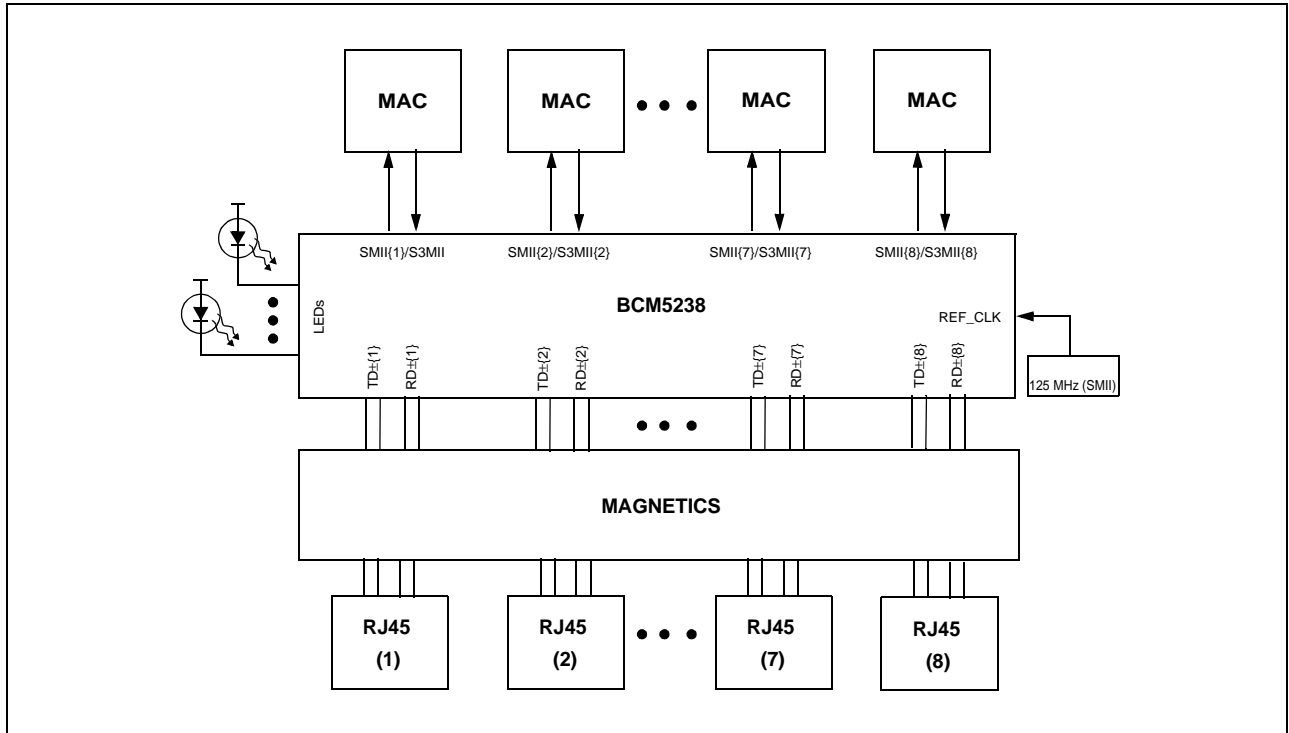 MAC
MAC
MAC
MAC
SMII{1}/S3MII
SMII{2}/S3MII{2}
SMII{7}/S3MII{7}
SMII{8}/S3MII{8}
LEDs
BCM5238
REF_CLK
125 MHz (SMII)
TD±{1}
RD±{1}
TD±{2}
RD±{2}
TD±{7}
RD±{7}
TD±{8}
RD±{8}
MAGNETICS
RJ45
(1)
RJ45
(2)
RJ45
(7)
RJ45
(8)